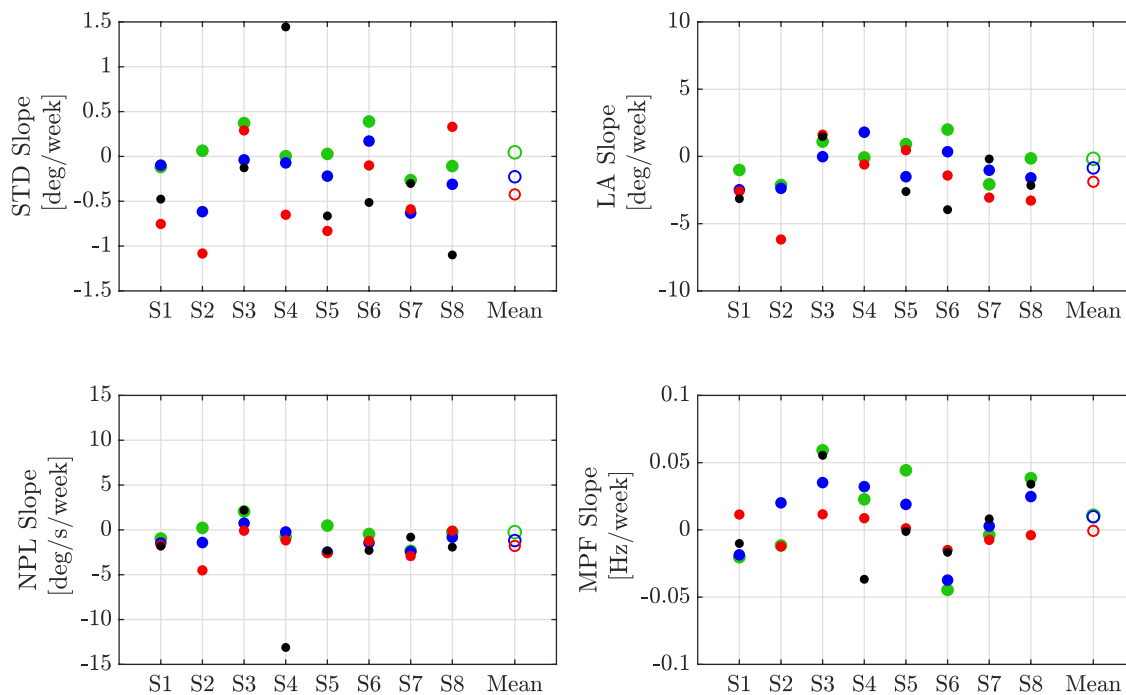 1.5
1
0.5
0
-0.5
-1
-1.5
STD Slope
[deg/week]
S1 S2 S3 S4 S5 S6 S7 S8 Mean
10
5
0
-5
-10
LA Slope
[deg/week]
S1 S2 S3 S4 S5 S6 S7 S8 Mean
15
10
5
0
-5
-10
-15
NPL Slope
[deg/s/week]
S1 S2 S3 S4 S5 S6 S7 S8 Mean
0.1
0.05
0
-0.05
-0.1
MPF Slope
[Hz/week]
S1 S2 S3 S4 S5 S6 S7 S8 Mean